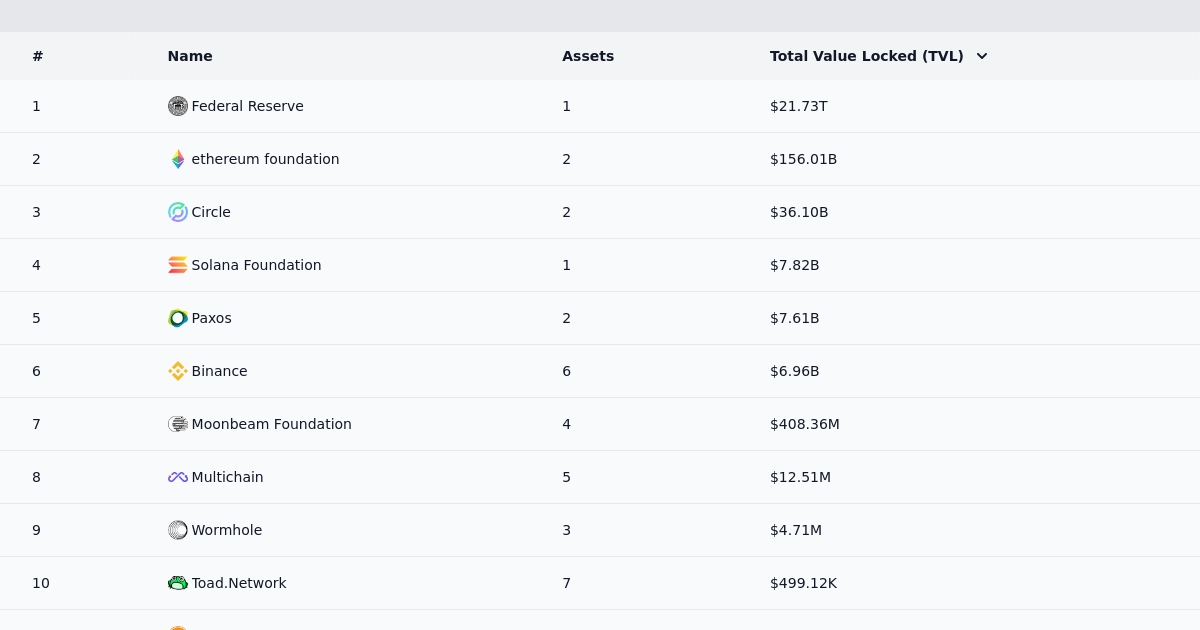 # Name Assets Total Value Locked (TVL)
1 Federal Reserve 1 $21.73T
2 ethereum foundation 2 $156.01B
3 Circle 2 $36.10B
4 Solana Foundation 1 $7.82B
5 Paxos 2 $7.61B
6 Binance 6 $6.96B
7 Moonbeam Foundation 4 $408.36M
8 Multichain 5 $12.51M
9 Wormhole 3 $4.71M
10 Toad.Network 7 $499.12K